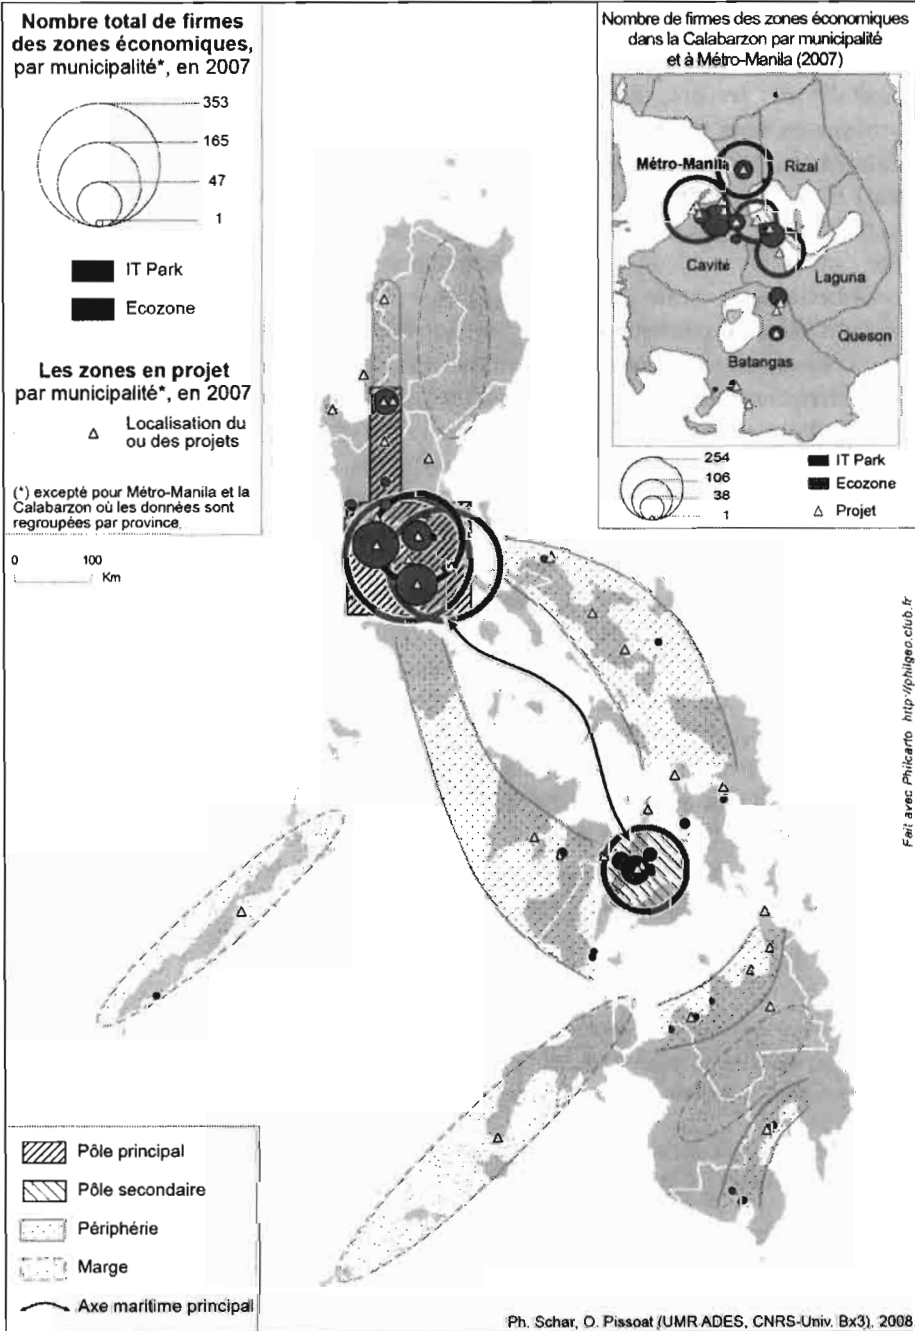 Nombre total de firmes
des zones économiques,
par municipalité*, en 2007
353
165
47
1
IT Park
Ecozone
Les zones en projet
par municipalité*, en 2007
Localisation du
ou des projets
(*) excepté pour Métro-Manila et la
Calabarzon où les données sont
regroupées par province.
0 100
Km
Nombre de firmes des zones économiques
dans la Calabarzon par municipalité
et à Métro-Manila (2007)
Métro-Manila
Rizal
Cavité
Laguna
Queson
Batangas
254
106
38
1
IT Park
Ecozone
Projet
Fait avec Philcarto http://philgeo.club.fr
Pôle principal
Pôle secondaire
Périphérie
Marge
Axe maritime principal
Ph. Schar, O. Pissoat (UMR ADES, CNRS-Univ. Bx3), 2008.